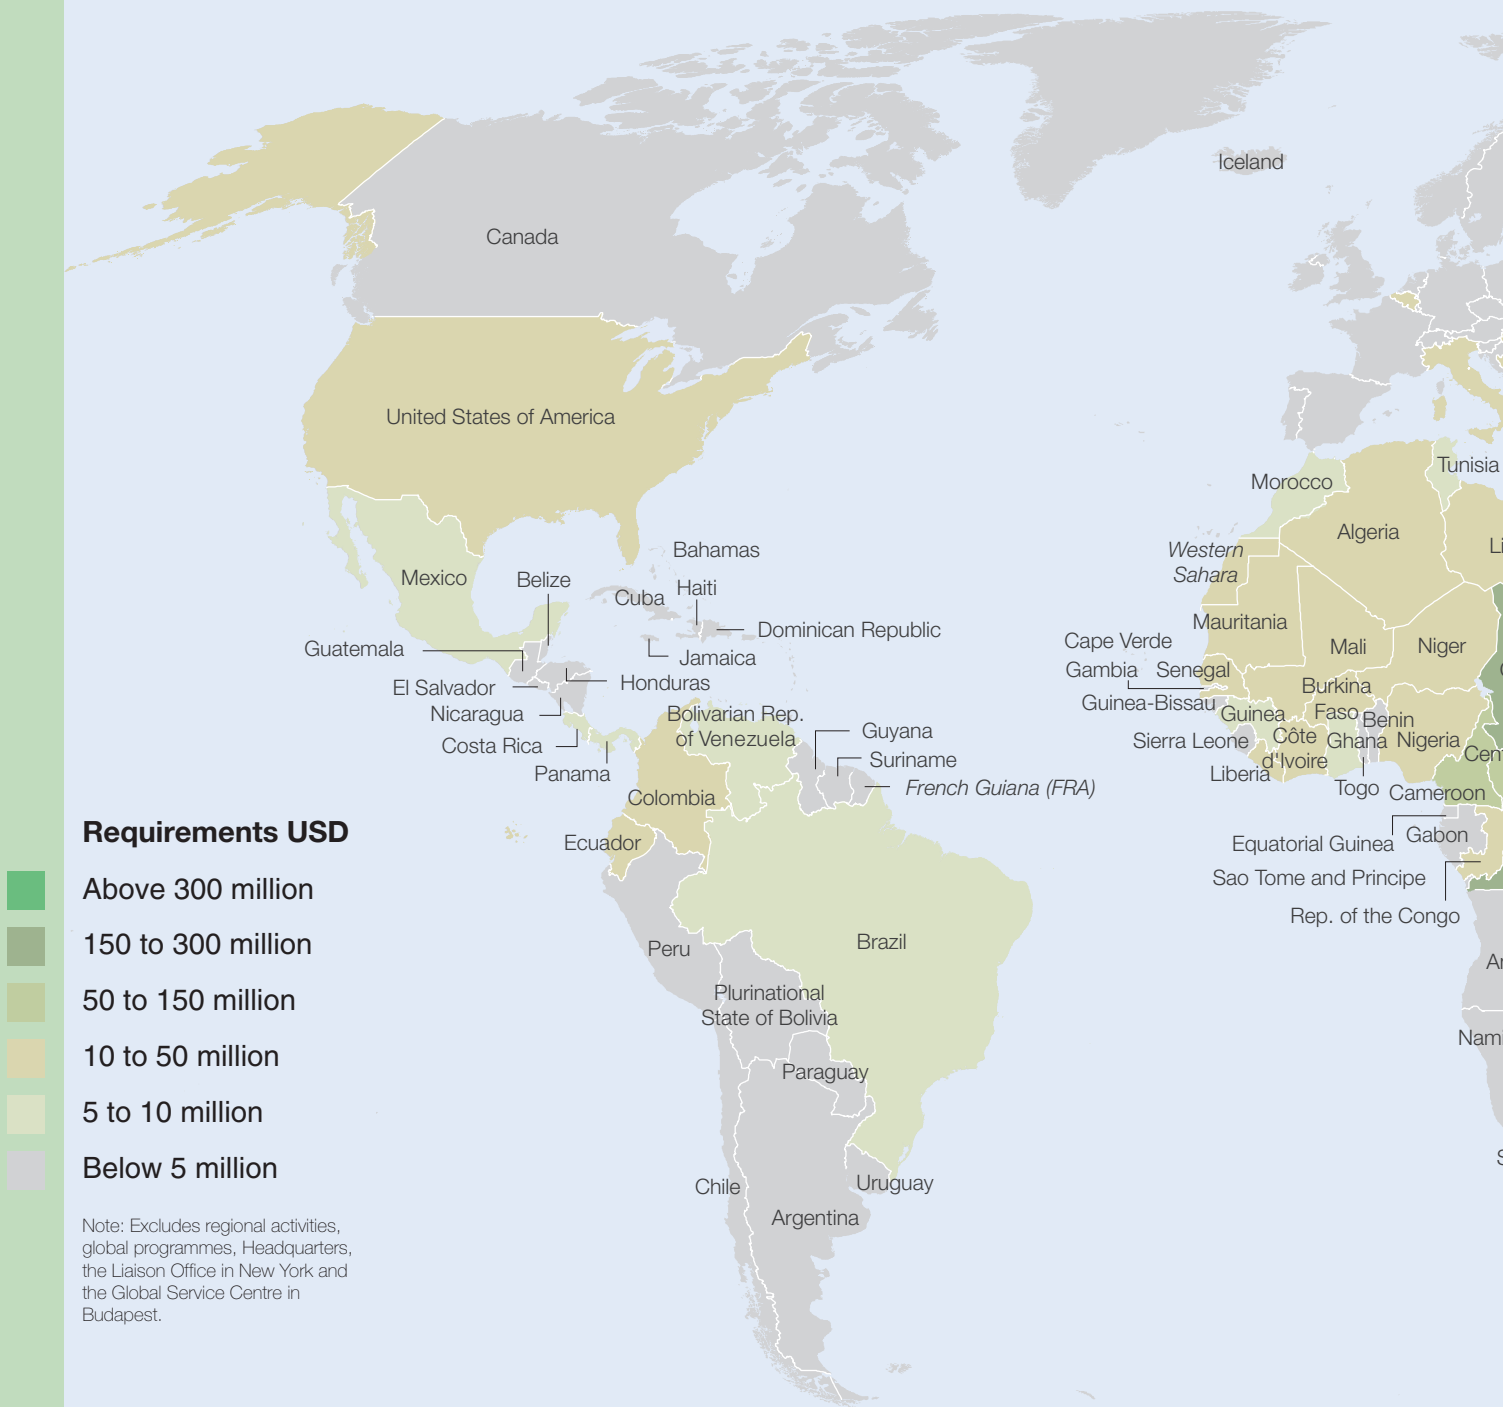 Iceland
Canada
United States of America
Tunisia
Morocco
Algeria
Western
Sahara
Bahamas
Mexico
Belize
Haiti
Cuba
Dominican Republic
Mauritania
Cape Verde
Mali
Niger
Guatemala
Jamaica
Gambia
Senegal
El Salvador
Honduras
Burkina
Faso
Guinea-Bissau
Guinea
Nicaragua
Bolivarian Rep.
of Venezuela
Benin
Guyana
Costa Rica
Sierra Leone
Côte
d'Ivoire
Ghana
Nigeria
Suriname
Panama
Liberia
French Guiana (FRA)
Togo
Cameroon
Colombia
Ecuador
Equatorial Guinea
Gabon
Sao Tome and Principe
Rep. of the Congo
Peru
Brazil
Plurinational
State of Bolivia
Paraguay
Chile
Uruguay
Argentina
Requirements USD
Above 300 million
150 to 300 million
50 to 150 million
10 to 50 million
5 to 10 million
Below 5 million
Note: Excludes regional activities,
global programmes, Headquarters,
the Liaison Office in New York and
the Global Service Centre in
Budapest.